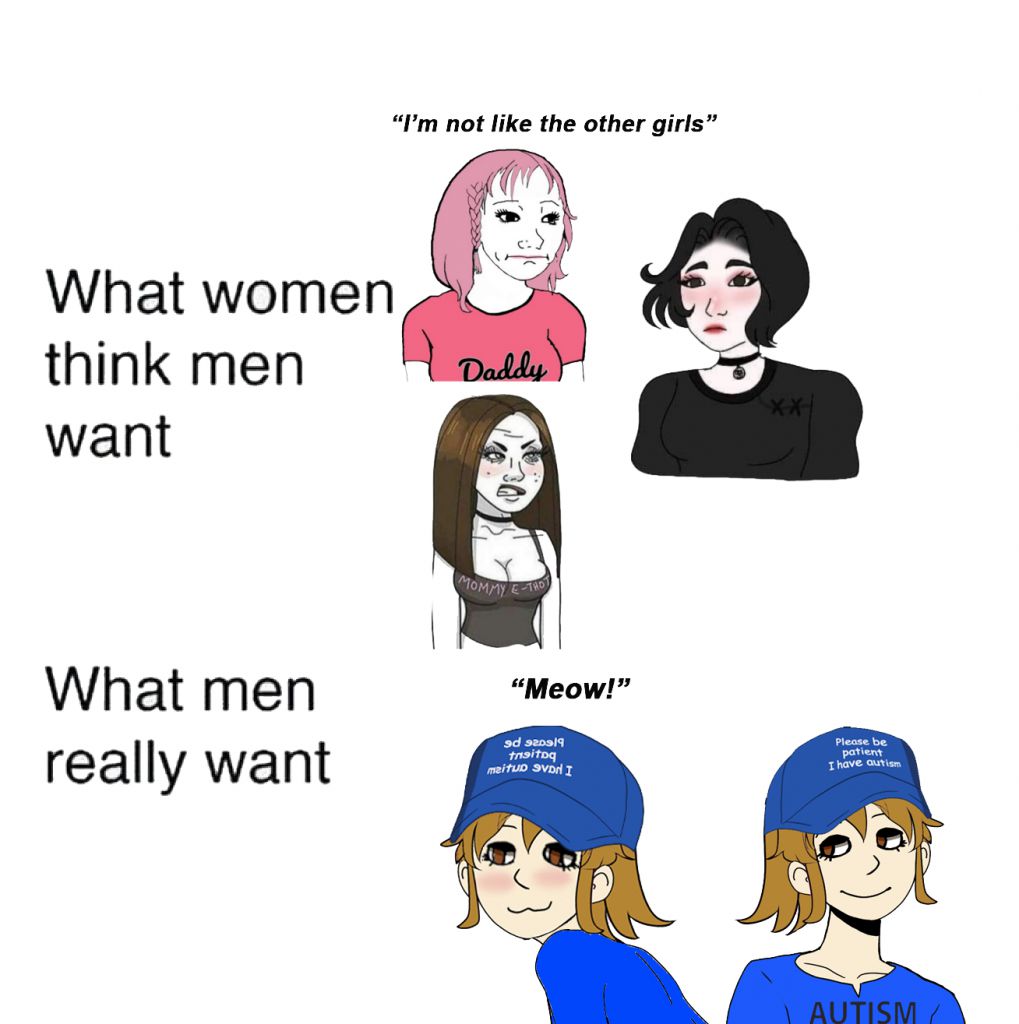 “I’m not like the other girls”
What women
think men
want
Daddy
MOMMY E-THOT
What men
really want
“Meow!”
Please be
patient
I have autism
Please be
patient
I have autism
AUTISM